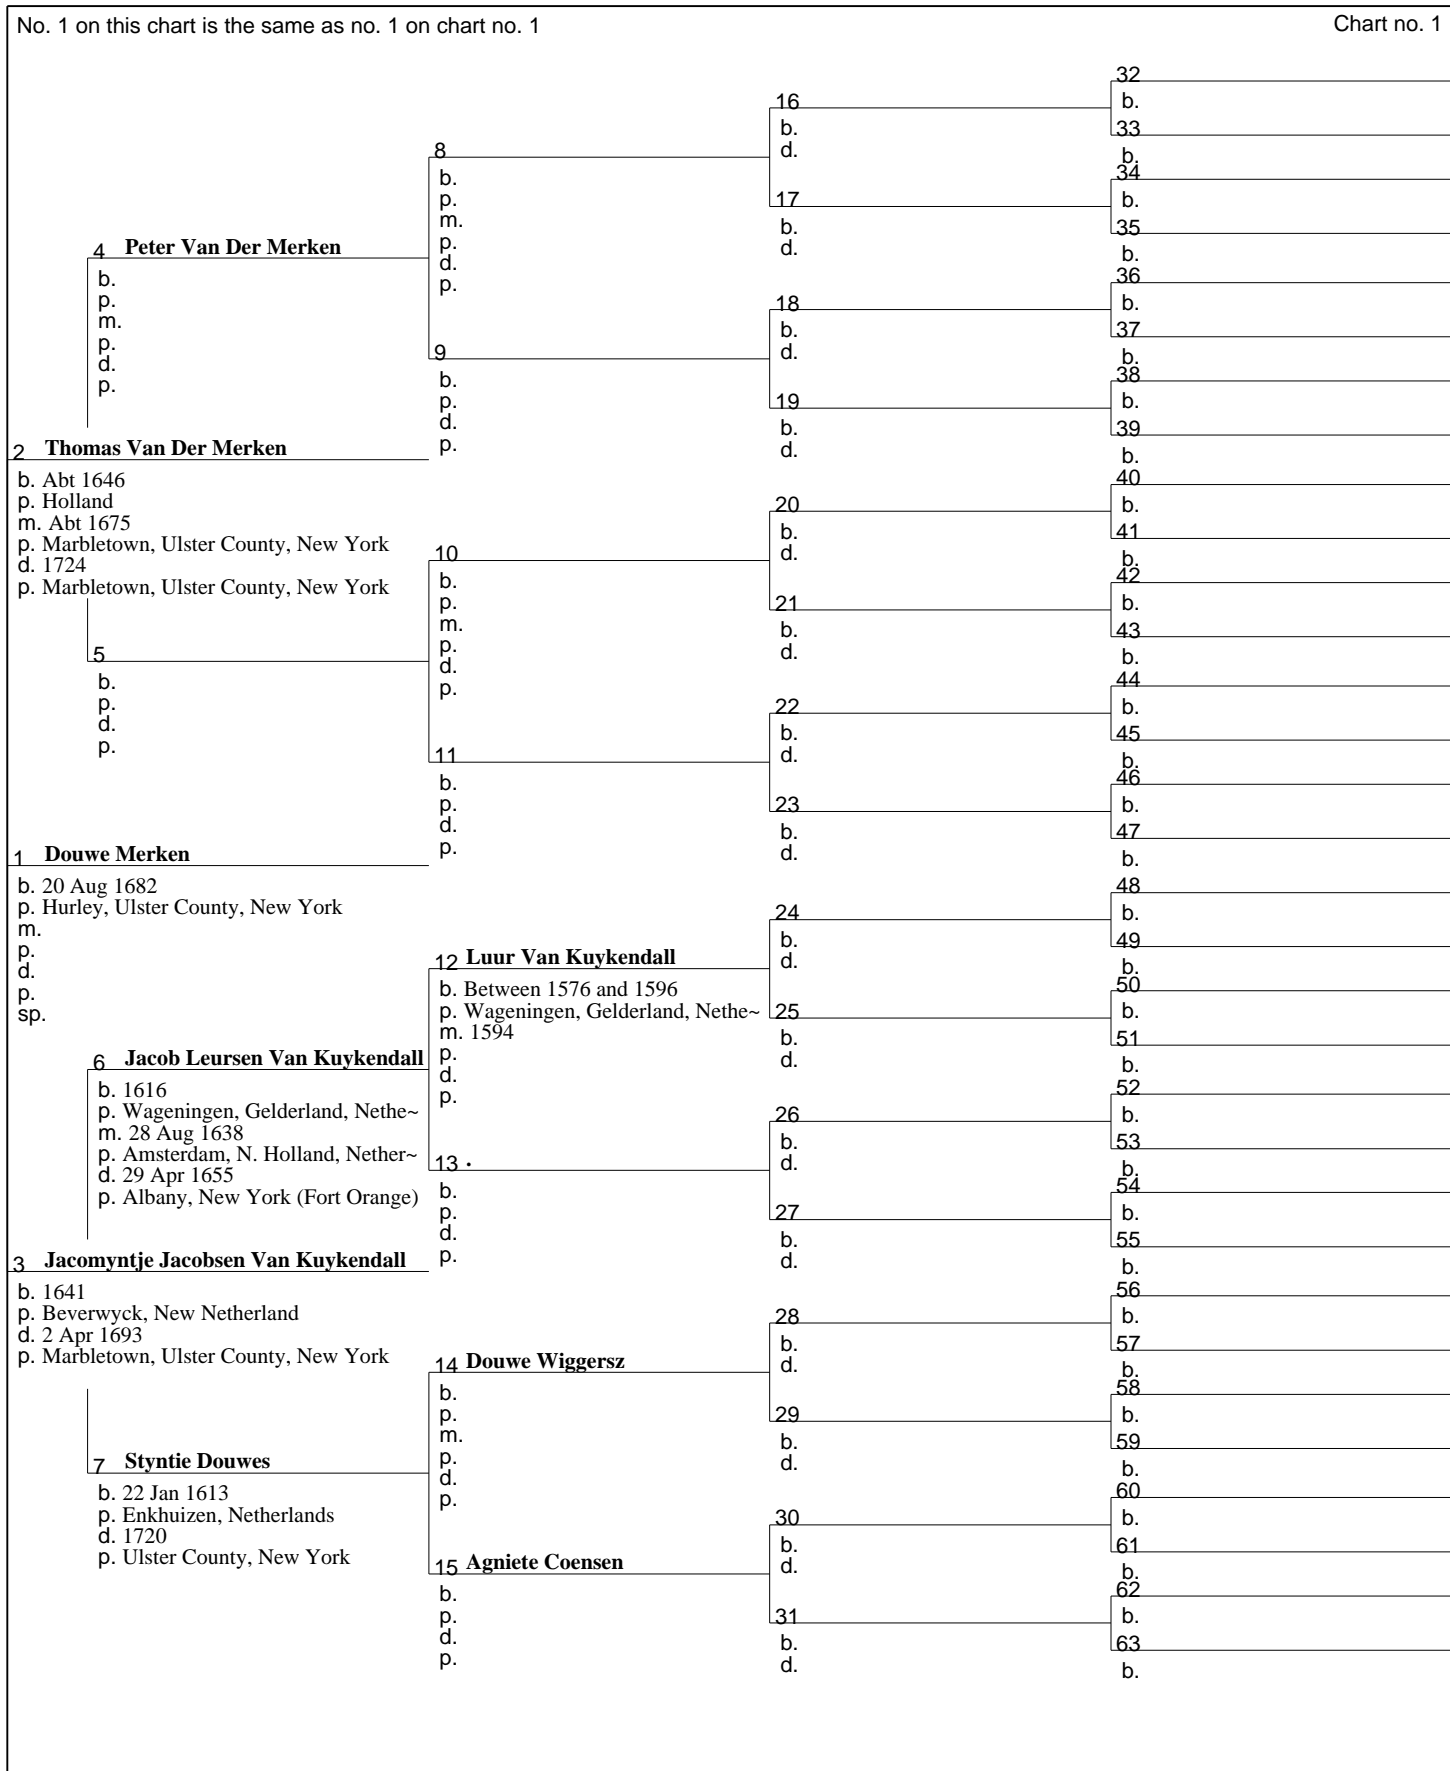 No. 1 on this chart is the same as no. 1 on chart no. 1
Chart no. 1
1 Douwe Merken
b. 20 Aug 1682
p. Hurley, Ulster County, New York
m.
p.
d.
p.
sp.
2 Thomas Van Der Merken
b. Abt 1646
p. Holland
m. Abt 1675
p. Marbletown, Ulster County, New York
d. 1724
p. Marbletown, Ulster County, New York
3 Jacomyntje Jacobsen Van Kuykendall
b. 1641
p. Beverwyck, New Netherland
d. 2 Apr 1693
p. Marbletown, Ulster County, New York
4 Peter Van Der Merken
b.
p.
m.
p.
d.
p.
5
b.
p.
d.
p.
6 Jacob Leursen Van Kuykendall
b. 1616
p. Wageningen, Gelderland, Nethe~
m. 28 Aug 1638
p. Amsterdam, N. Holland, Nether~
d. 29 Apr 1655
p. Albany, New York (Fort Orange)
7 Styntie Douwes
b. 22 Jan 1613
p. Enkhuizen, Netherlands
d. 1720
p. Ulster County, New York
8
b.
p.
m.
p.
d.
p.
9
b.
p.
d.
p.
10
b.
p.
m.
p.
d.
p.
11
b.
p.
d.
p.
12 Luur Van Kuykendall
b. Between 1576 and 1596
p. Wageningen, Gelderland, Nethe~
m. 1594
p.
d.
p.
13 .
b.
p.
d.
p.
14 Douwe Wiggersz
b.
p.
m.
p.
d.
p.
15 Agniete Coensen
b.
p.
d.
p.
16
b.
d.
17
b.
d.
18
b.
d.
19
b.
d.
20
b.
d.
21
b.
d.
22
b.
d.
23
b.
d.
24
b.
d.
25
b.
d.
26
b.
d.
27
b.
d.
28
b.
d.
29
b.
d.
30
b.
d.
31
b.
d.
32
b.
33
b.
34
b.
35
b.
36
b.
37
b.
38
b.
39
b.
40
b.
41
b.
42
b.
43
b.
44
b.
45
b.
46
b.
47
b.
48
b.
49
b.
50
b.
51
b.
52
b.
53
b.
54
b.
55
b.
56
b.
57
b.
58
b.
59
b.
60
b.
61
b.
62
b.
63
b.